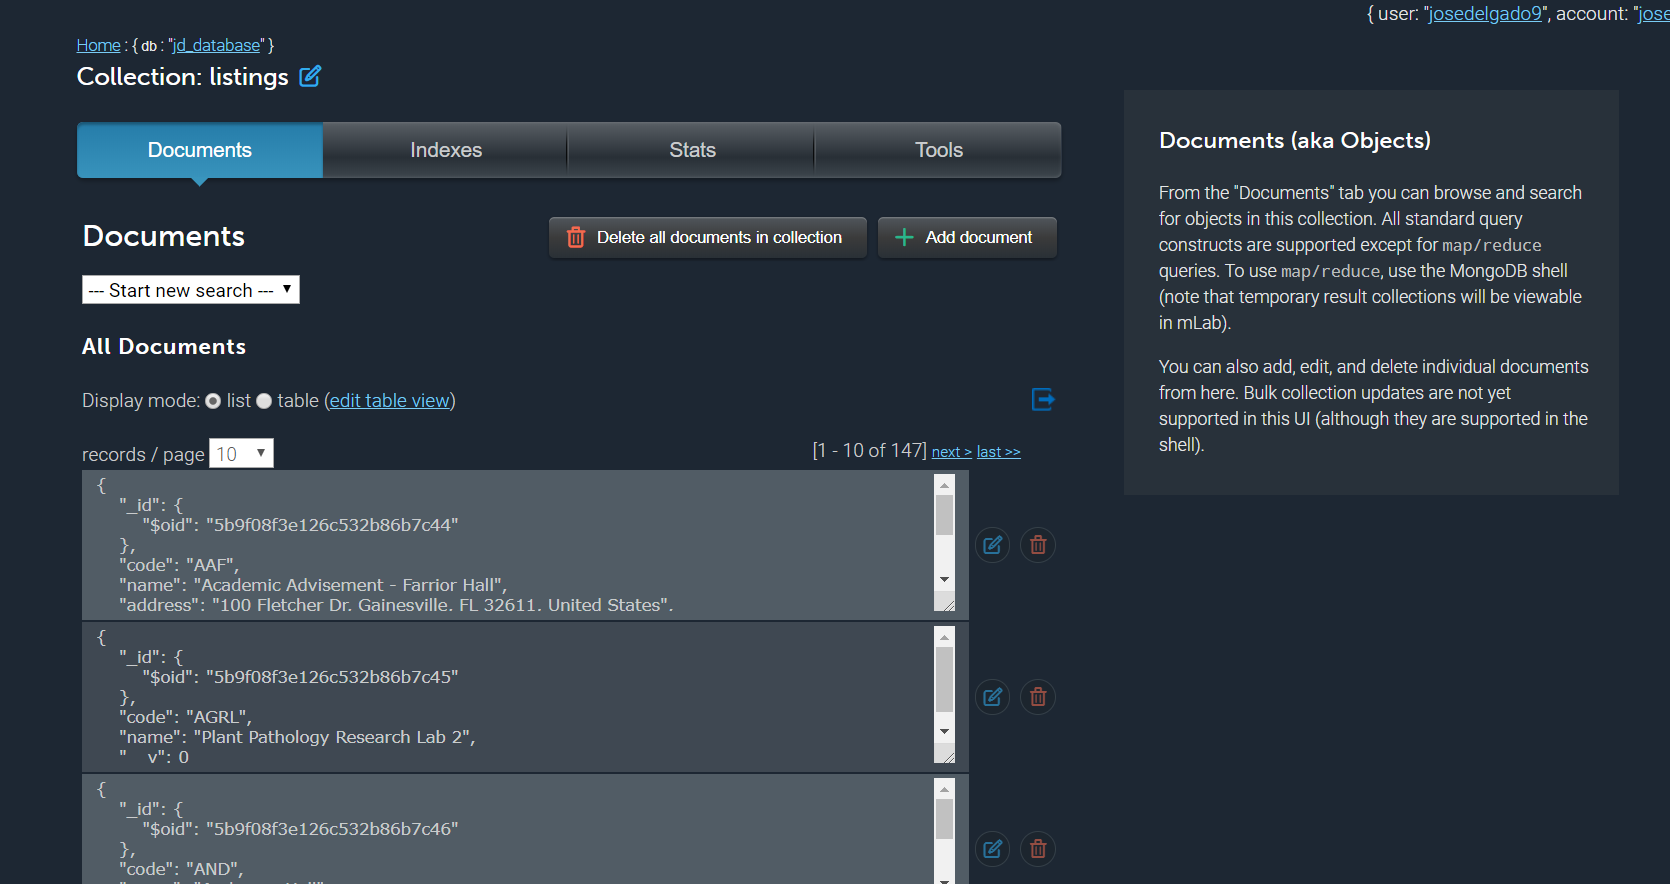 { user: "josedelgado9", account: "jose
Home : { db : "jd_database" }
Collection: listings
Documents
Indexes
Stats
Tools
Documents
Delete all documents in collection
Add document
--- Start new search ---
All Documents
Display mode: list table (edit table view)
records / page 10
[1 - 10 of 147] next > last >>
{
"_id": {
"$oid": "5b9f08f3e126c532b86b7c44"
},
"code": "AAF",
"name": "Academic Advisement - Farrior Hall",
"address": "100 Fletcher Dr, Gainesville, FL 32611, United States",
{
"_id": {
"$oid": "5b9f08f3e126c532b86b7c45"
},
"code": "AGRL",
"name": "Plant Pathology Research Lab 2",
"__v": 0
{
"_id": {
"$oid": "5b9f08f3e126c532b86b7c46"
},
"code": "AND",
Documents (aka Objects)
From the "Documents" tab you can browse and search
for objects in this collection. All standard query
constructs are supported except for map/reduce
queries. To use map/reduce, use the MongoDB shell
(note that temporary result collections will be viewable
in mLab).
You can also add, edit, and delete individual documents
from here. Bulk collection updates are not yet
supported in this UI (although they are supported in the
shell).